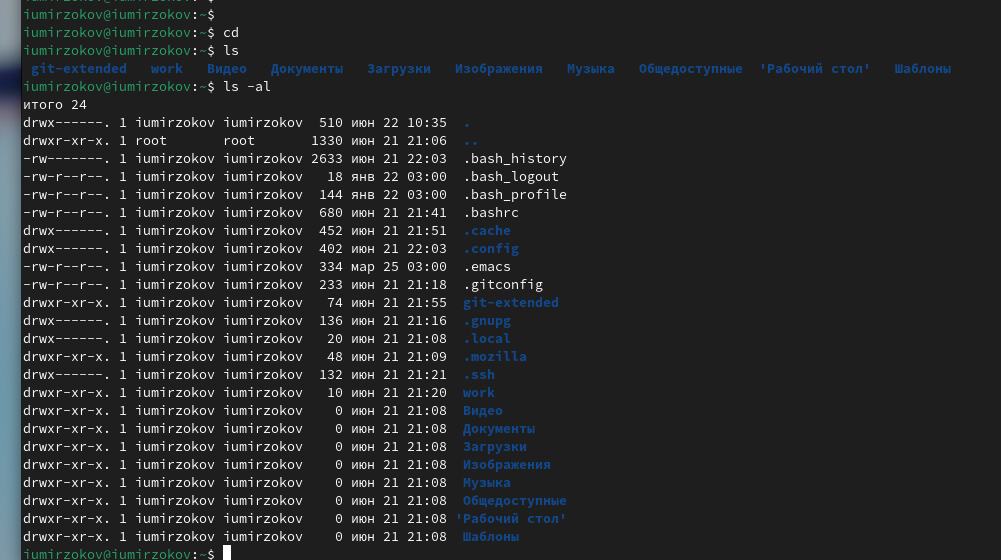 iumirzokov@iumirzokov:~$
iumirzokov@iumirzokov:~$
iumirzokov@iumirzokov:~$ cd
iumirzokov@iumirzokov:~$ ls
git-extended work Видео Документы Загрузки Изображения Музыка Общедоступные 'Рабочий стол' Шаблоны
iumirzokov@iumirzokov:~$ ls -al
итого 24
drwx------. 1 iumirzokov iumirzokov 510 июн 22 10:35 .
drwxr-xr-x. 1 root root 1330 июн 21 21:06 ..
-rw-------. 1 iumirzokov iumirzokov 2633 июн 21 22:03 .bash_history
-rw-r--r--. 1 iumirzokov iumirzokov 18 янв 22 03:00 .bash_logout
-rw-r--r--. 1 iumirzokov iumirzokov 144 янв 22 03:00 .bash_profile
-rw-r--r--. 1 iumirzokov iumirzokov 680 июн 21 21:41 .bashrc
drwx------. 1 iumirzokov iumirzokov 452 июн 21 21:51 .cache
drwx------. 1 iumirzokov iumirzokov 402 июн 21 22:03 .config
-rw-r--r--. 1 iumirzokov iumirzokov 334 мар 25 03:00 .emacs
-rw-r--r--. 1 iumirzokov iumirzokov 233 июн 21 21:18 .gitconfig
drwxr-xr-x. 1 iumirzokov iumirzokov 74 июн 21 21:55 git-extended
drwx------. 1 iumirzokov iumirzokov 136 июн 21 21:16 .gnupg
drwx------. 1 iumirzokov iumirzokov 20 июн 21 21:08 .local
drwxr-xr-x. 1 iumirzokov iumirzokov 48 июн 21 21:09 .mozilla
drwx------. 1 iumirzokov iumirzokov 132 июн 21 21:21 .ssh
drwxr-xr-x. 1 iumirzokov iumirzokov 10 июн 21 21:20 work
drwxr-xr-x. 1 iumirzokov iumirzokov 0 июн 21 21:08 Видео
drwxr-xr-x. 1 iumirzokov iumirzokov 0 июн 21 21:08 Документы
drwxr-xr-x. 1 iumirzokov iumirzokov 0 июн 21 21:08 Загрузки
drwxr-xr-x. 1 iumirzokov iumirzokov 0 июн 21 21:08 Изображения
drwxr-xr-x. 1 iumirzokov iumirzokov 0 июн 21 21:08 Музыка
drwxr-xr-x. 1 iumirzokov iumirzokov 0 июн 21 21:08 Общедоступные
drwxr-xr-x. 1 iumirzokov iumirzokov 0 июн 21 21:08 'Рабочий стол'
drwxr-xr-x. 1 iumirzokov iumirzokov 0 июн 21 21:08 Шаблоны
iumirzokov@iumirzokov:~$